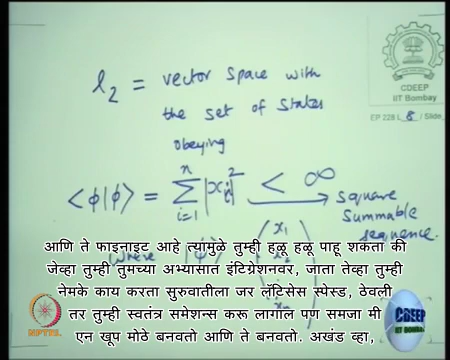 l₂ = vector space with
the set of states
obeying
<φ|φ> = Σ i=1 n |xᵢ|² < ∞
→ square
summable
sequence.
where |φ>
x₁
CDEEP
IIT Bombay
EP 228 L 8 / Slide
आणि ते फाइनाइट आहे त्यामुळे तुम्ही हळू हळू पाहू शकता की
जेव्हा तुम्ही तुमच्या अभ्यासात इंटिग्रेशनवर, जाता तेव्हा तुम्ही
नेमके काय करता सुरुवातीला जर लॅटिसेस स्पेस्ड, ठेवली
तर तुम्ही स्वतंत्र समेशन्स करू लागाल पण समजा मी
एन खूप मोठे बनवतो आणि ते बनवतो. अखंड व्हा,
NPTEL
CDEEP
IIT BOMBAY